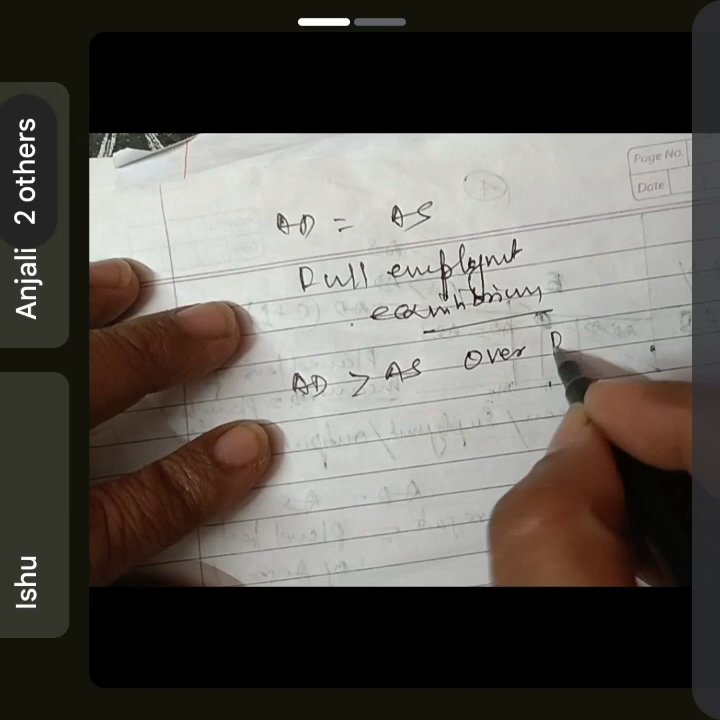 Anjali 2 others
Ishu
Page No.
Date
AD = AS
Full employment
equilibrium
AD > AS over